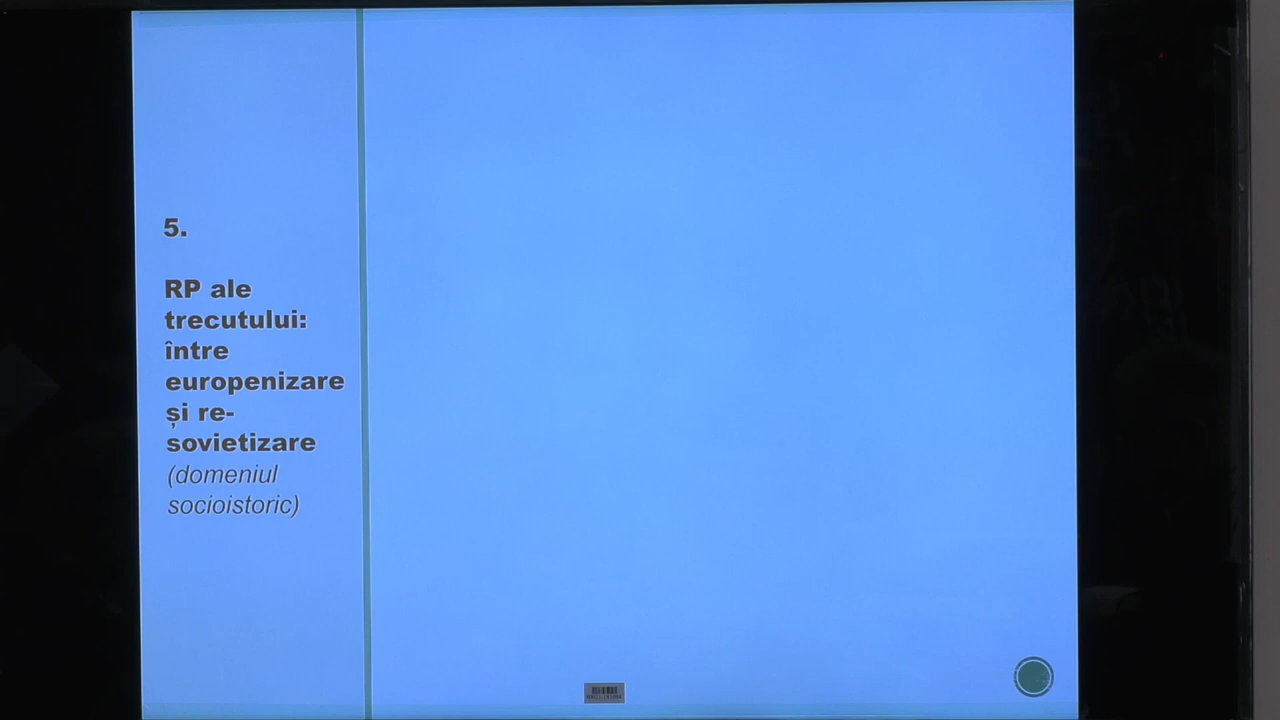 5.
RP ale
trecutului:
între
europenizare
și re-
sovietizare
(domeniul
socioistoric)